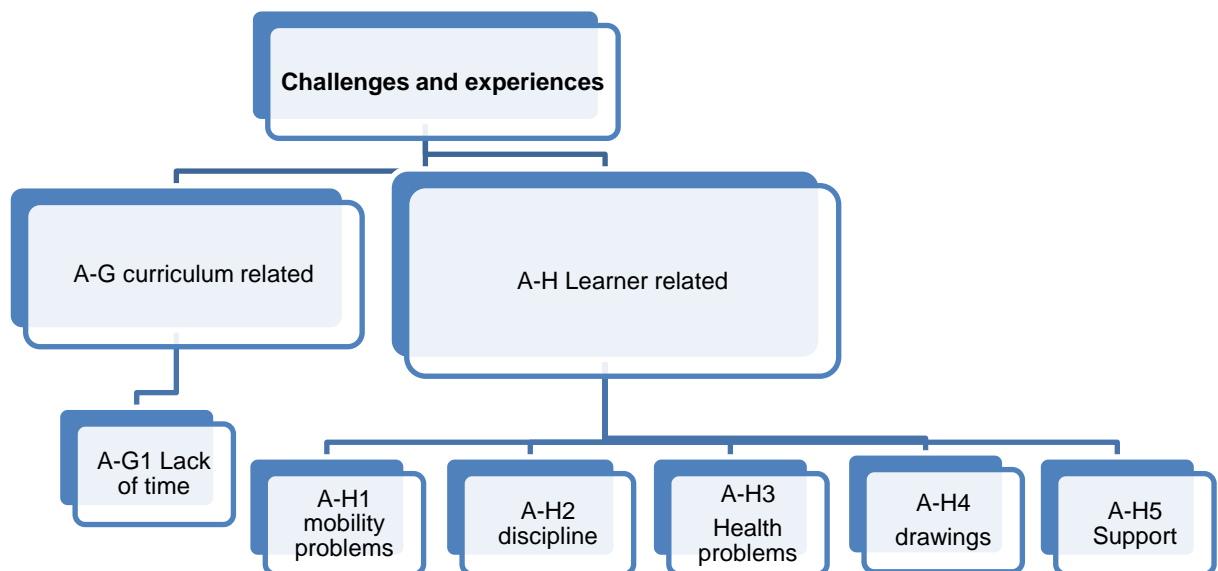 Challenges and experiences
A-G curriculum related
A-H Learner related
A-G1 Lack
of time
A-H1
mobility
problems
A-H2
discipline
A-H3
Health
problems
A-H4
drawings
A-H5
Support